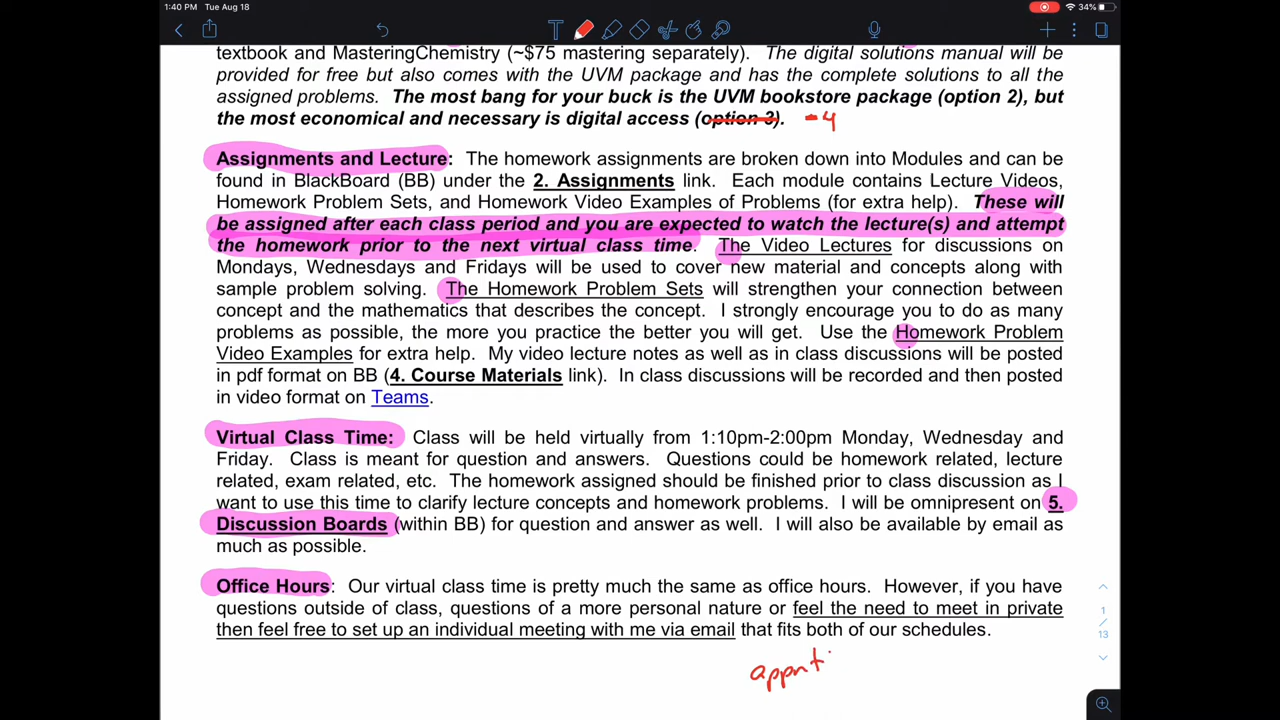 1:40 PM Tue Aug 18
34%
textbook and MasteringChemistry (~$75 mastering separately). The digital solutions manual will be
provided for free but also comes with the UVM package and has the complete solutions to all the
assigned problems. The most bang for your buck is the UVM bookstore package (option 2), but
the most economical and necessary is digital access (option 3). - 4
Assignments and Lecture: The homework assignments are broken down into Modules and can be
found in BlackBoard (BB) under the 2. Assignments link. Each module contains Lecture Videos,
Homework Problem Sets, and Homework Video Examples of Problems (for extra help). These will
be assigned after each class period and you are expected to watch the lecture(s) and attempt
the homework prior to the next virtual class time. The Video Lectures for discussions on
Mondays, Wednesdays and Fridays will be used to cover new material and concepts along with
sample problem solving. The Homework Problem Sets will strengthen your connection between
concept and the mathematics that describes the concept. I strongly encourage you to do as many
problems as possible, the more you practice the better you will get. Use the Homework Problem
Video Examples for extra help. My video lecture notes as well as in class discussions will be posted
in pdf format on BB (4. Course Materials link). In class discussions will be recorded and then posted
in video format on Teams.
Virtual Class Time: Class will be held virtually from 1:10pm-2:00pm Monday, Wednesday and
Friday. Class is meant for question and answers. Questions could be homework related, lecture
related, exam related, etc. The homework assigned should be finished prior to class discussion as I
want to use this time to clarify lecture concepts and homework problems. I will be omnipresent on 5.
Discussion Boards (within BB) for question and answer as well. I will also be available by email as
much as possible.
Office Hours: Our virtual class time is pretty much the same as office hours. However, if you have
questions outside of class, questions of a more personal nature or feel the need to meet in private
then feel free to set up an individual meeting with me via email that fits both of our schedules.
1
/
13